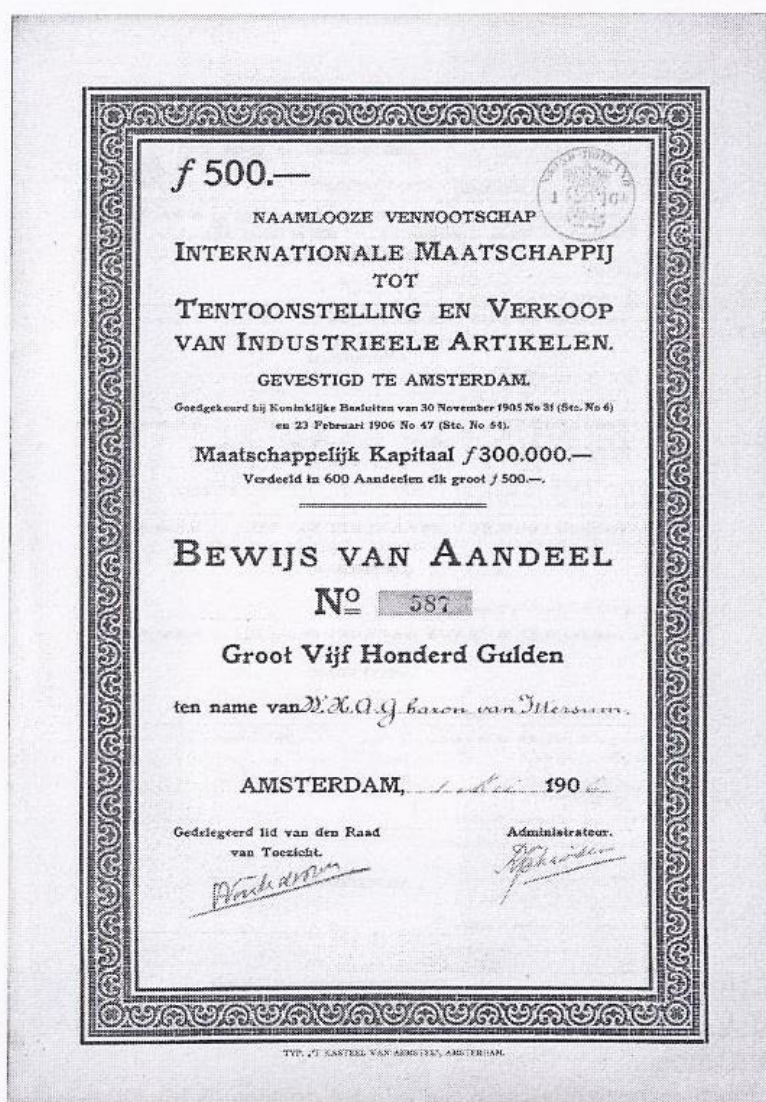 f 500.—
NAAMLOOZE VENNOOTSCHAP
INTERNATIONALE MAATSCHAPPIJ
TOT
TENTOONSTELLING EN VERKOOP
VAN INDUSTRIEELE ARTIKELEN.
GEVESTIGD TE AMSTERDAM.
Goedgekeurd bij Koninklijke Besluiten van 30 November 1905 No 31 (Stc. No 6)
en 23 Februari 1906 No 47 (Stc. No 54).
Maatschappelijk Kapitaal f 300.000.—
Verdeeld in 600 Aandeelen elk groot f 500.—.
BEWIJS VAN AANDEEL
No 587
Groot Vijf Honderd Gulden
ten name van W.H.A.G. baron van Ittersum.
AMSTERDAM, 1 Mei 1906
Gedelegeerd lid van den Raad
van Toezicht.
Administrateur.
TYP. „'T KASTEEL VAN AEMSTEL", AMSTERDAM.